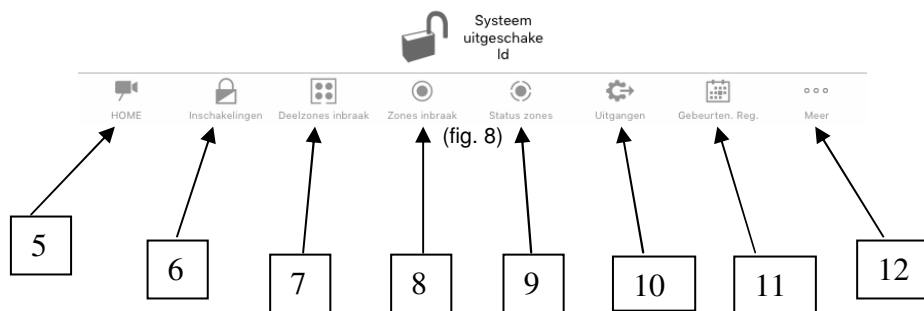 Systeem
uitgeschake
ld
HOME Inschakelingen Deelzones inbraak Zones inbraak Status zones Uitgangen Gebeurten. Reg. Meer
(fig. 8)
5 6 7 8 9 10 11 12